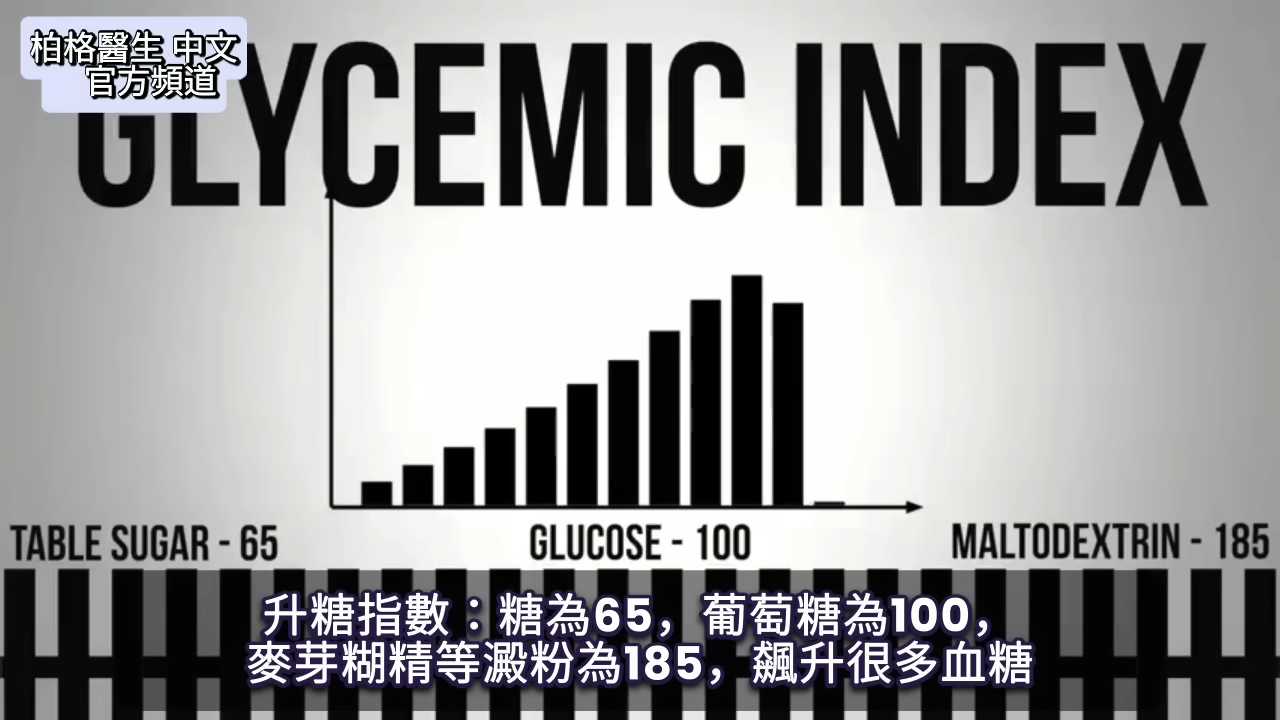 柏格醫生 中文
官方頻道
GLYCEMIC INDEX
TABLE SUGAR - 65
GLUCOSE - 100
MALTODEXTRIN - 185
升糖指數：糖為65，葡萄糖為100，
麥芽糊精等澱粉為185，飆升很多血糖